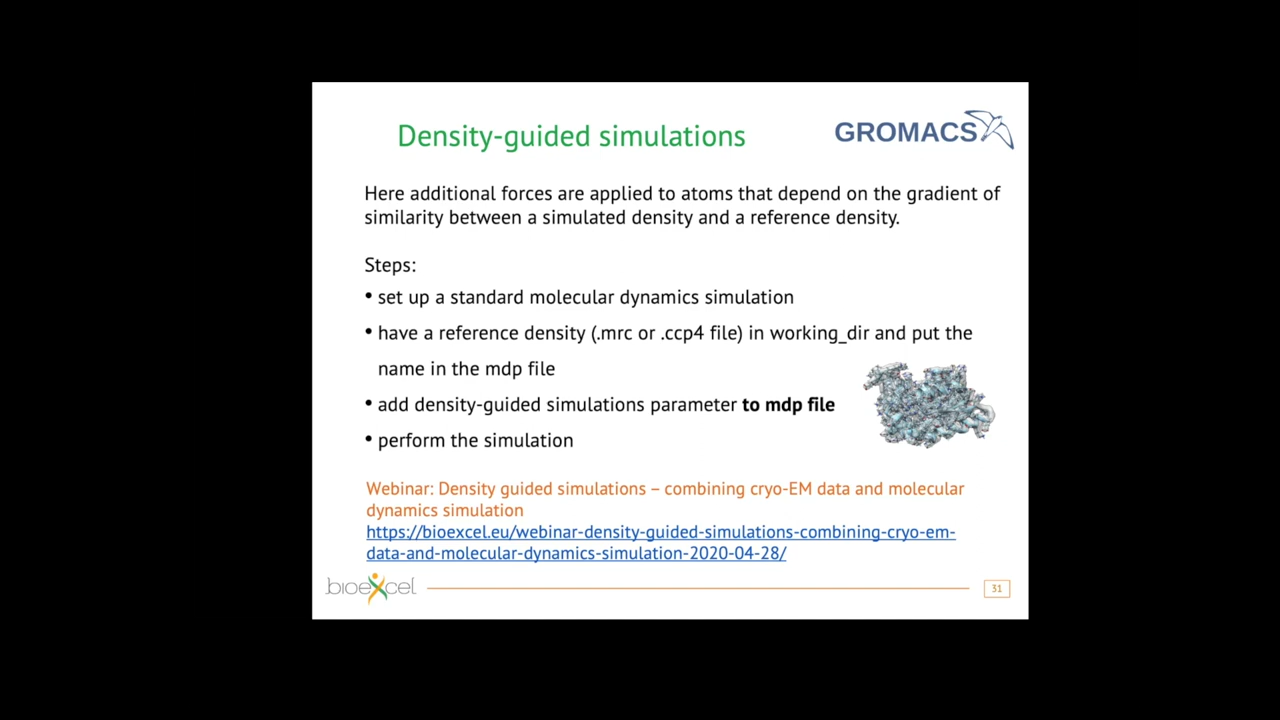 Density-guided simulations
GROMACS
Here additional forces are applied to atoms that depend on the gradient of
similarity between a simulated density and a reference density.
Steps:
• set up a standard molecular dynamics simulation
• have a reference density (.mrc or .ccp4 file) in working_dir and put the
name in the mdp file
• add density-guided simulations parameter to mdp file
• perform the simulation
Webinar: Density guided simulations – combining cryo-EM data and molecular
dynamics simulation
https://bioexcel.eu/webinar-density-guided-simulations-combining-cryo-em-
data-and-molecular-dynamics-simulation-2020-04-28/
bioexcel
31